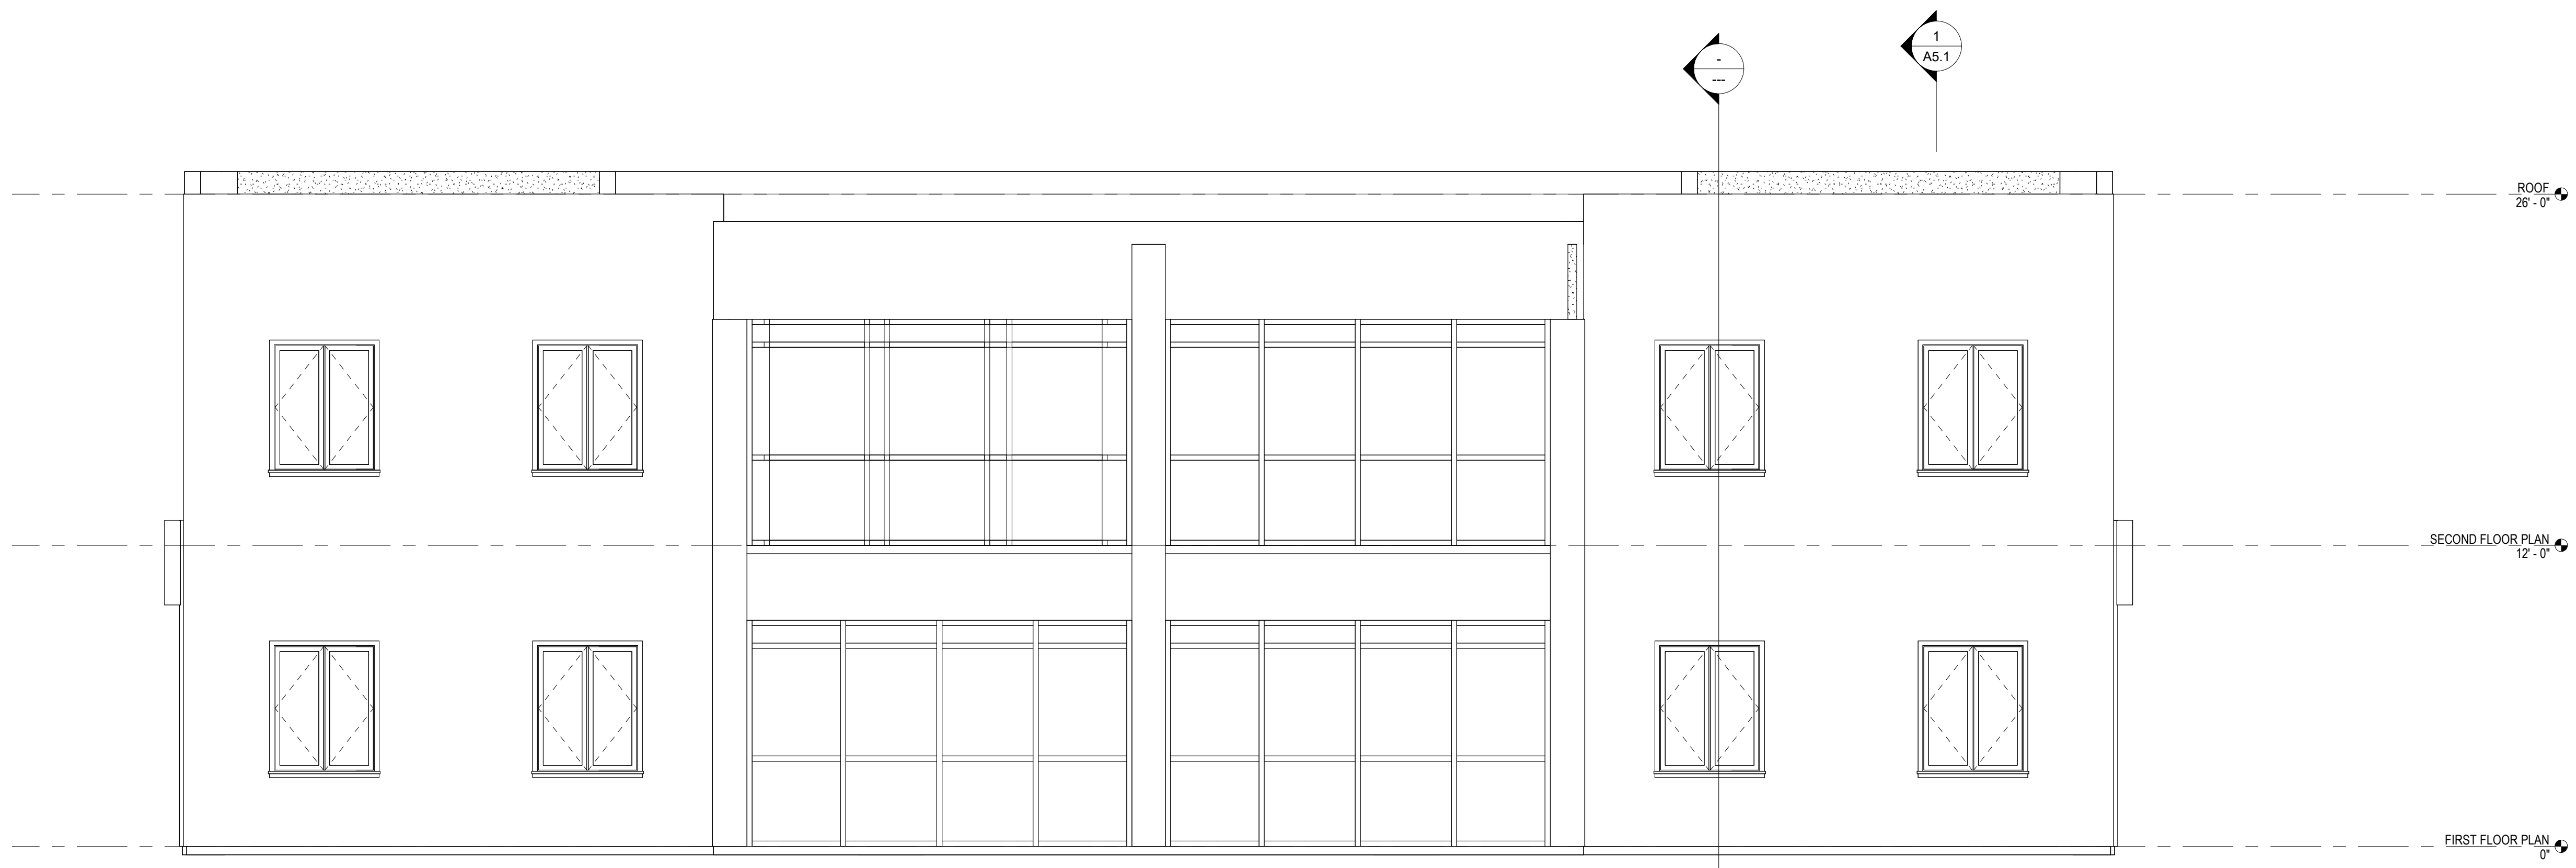 1
A5.1
-
---
ROOF
26' - 0"
SECOND FLOOR PLAN
12' - 0"
FIRST FLOOR PLAN
0"